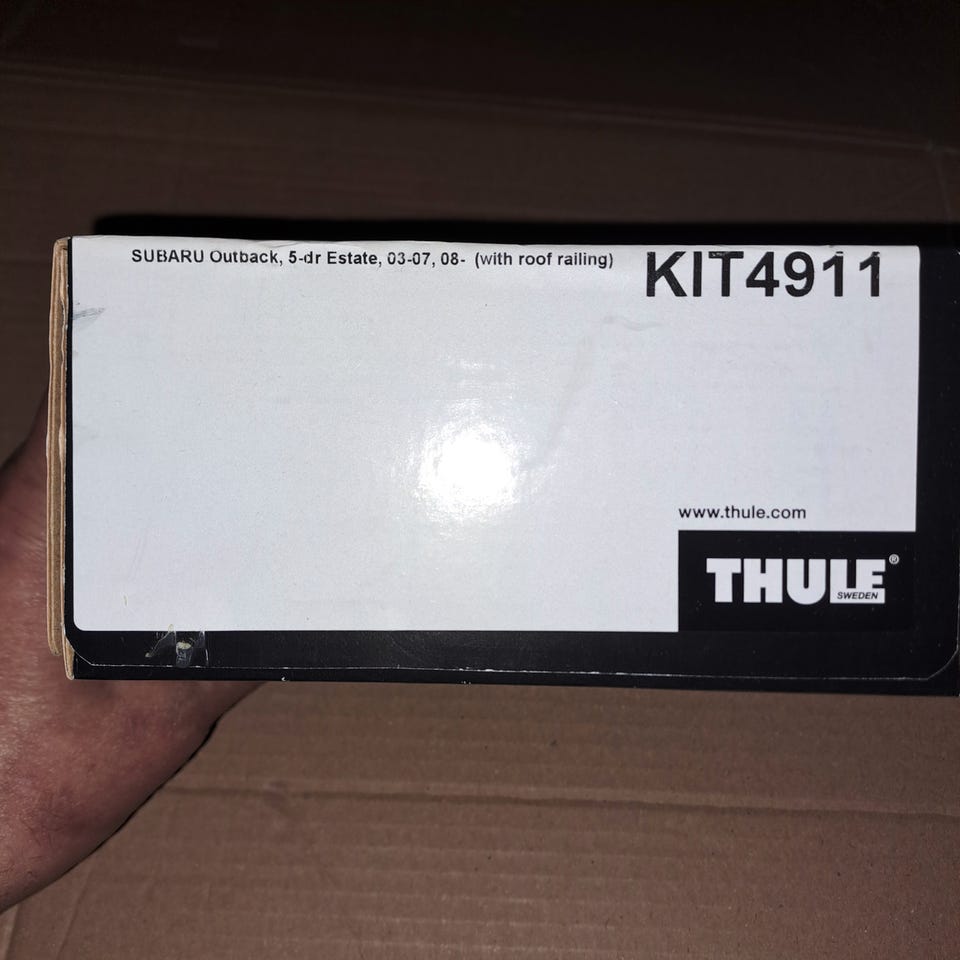 SUBARU Outback, 5-dr Estate, 03-07, 08- (with roof railing)
KIT4911
www.thule.com
THULE®
SWEDEN